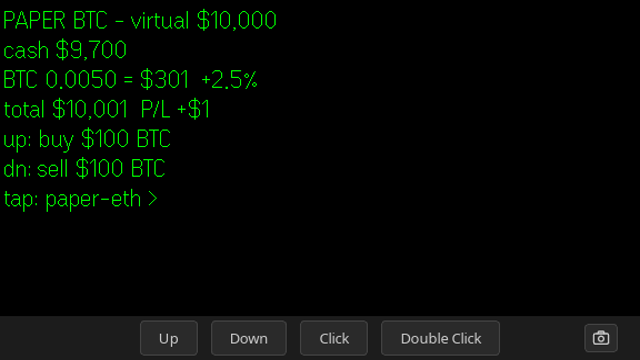 PAPER BTC - virtual $10,000
cash $9,700
BTC 0.0050 = $301 +2.5%
total $10,001 P/L +$1
up: buy $100 BTC
dn: sell $100 BTC
tap: paper-eth >
Up Down Click Double Click